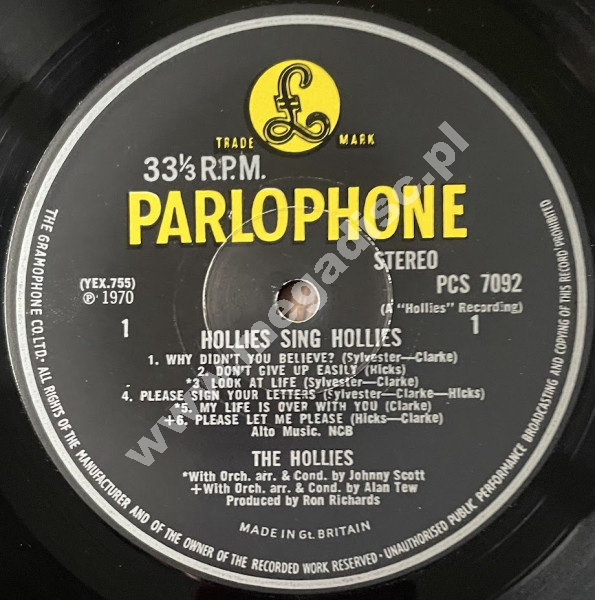 £
TRADE MARK
33⅓ R.P.M.
PARLOPHONE
STEREO
PCS 7092
(YEX.755)
℗ 1970
(A "Hollies" Recording)
1
1
HOLLIES SING HOLLIES
1. WHY DIDN'T YOU BELIEVE? (Sylvester—Clarke)
2. DON'T GIVE UP EASILY (Hicks)
*3. LOOK AT LIFE (Sylvester—Clarke)
4. PLEASE SIGN YOUR LETTERS (Sylvester—Clarke—Hicks)
*5. MY LIFE IS OVER WITH YOU (Clarke)
+6. PLEASE LET ME PLEASE (Hicks—Clarke)
Alto Music. NCB
THE HOLLIES
*With Orch. arr. & Cond. by Johnny Scott
+With Orch. arr. & Cond. by Alan Tew
Produced by Ron Richards
MADE IN Gt. BRITAIN
THE GRAMOPHONE CO. LTD. ALL RIGHTS OF THE MANUFACTURER AND OF THE OWNER OF THE RECORDED WORK RESERVED · UNAUTHORISED PUBLIC PERFORMANCE BROADCASTING AND COPYING OF THIS RECORD PROHIBITED
www.megadisc.pl